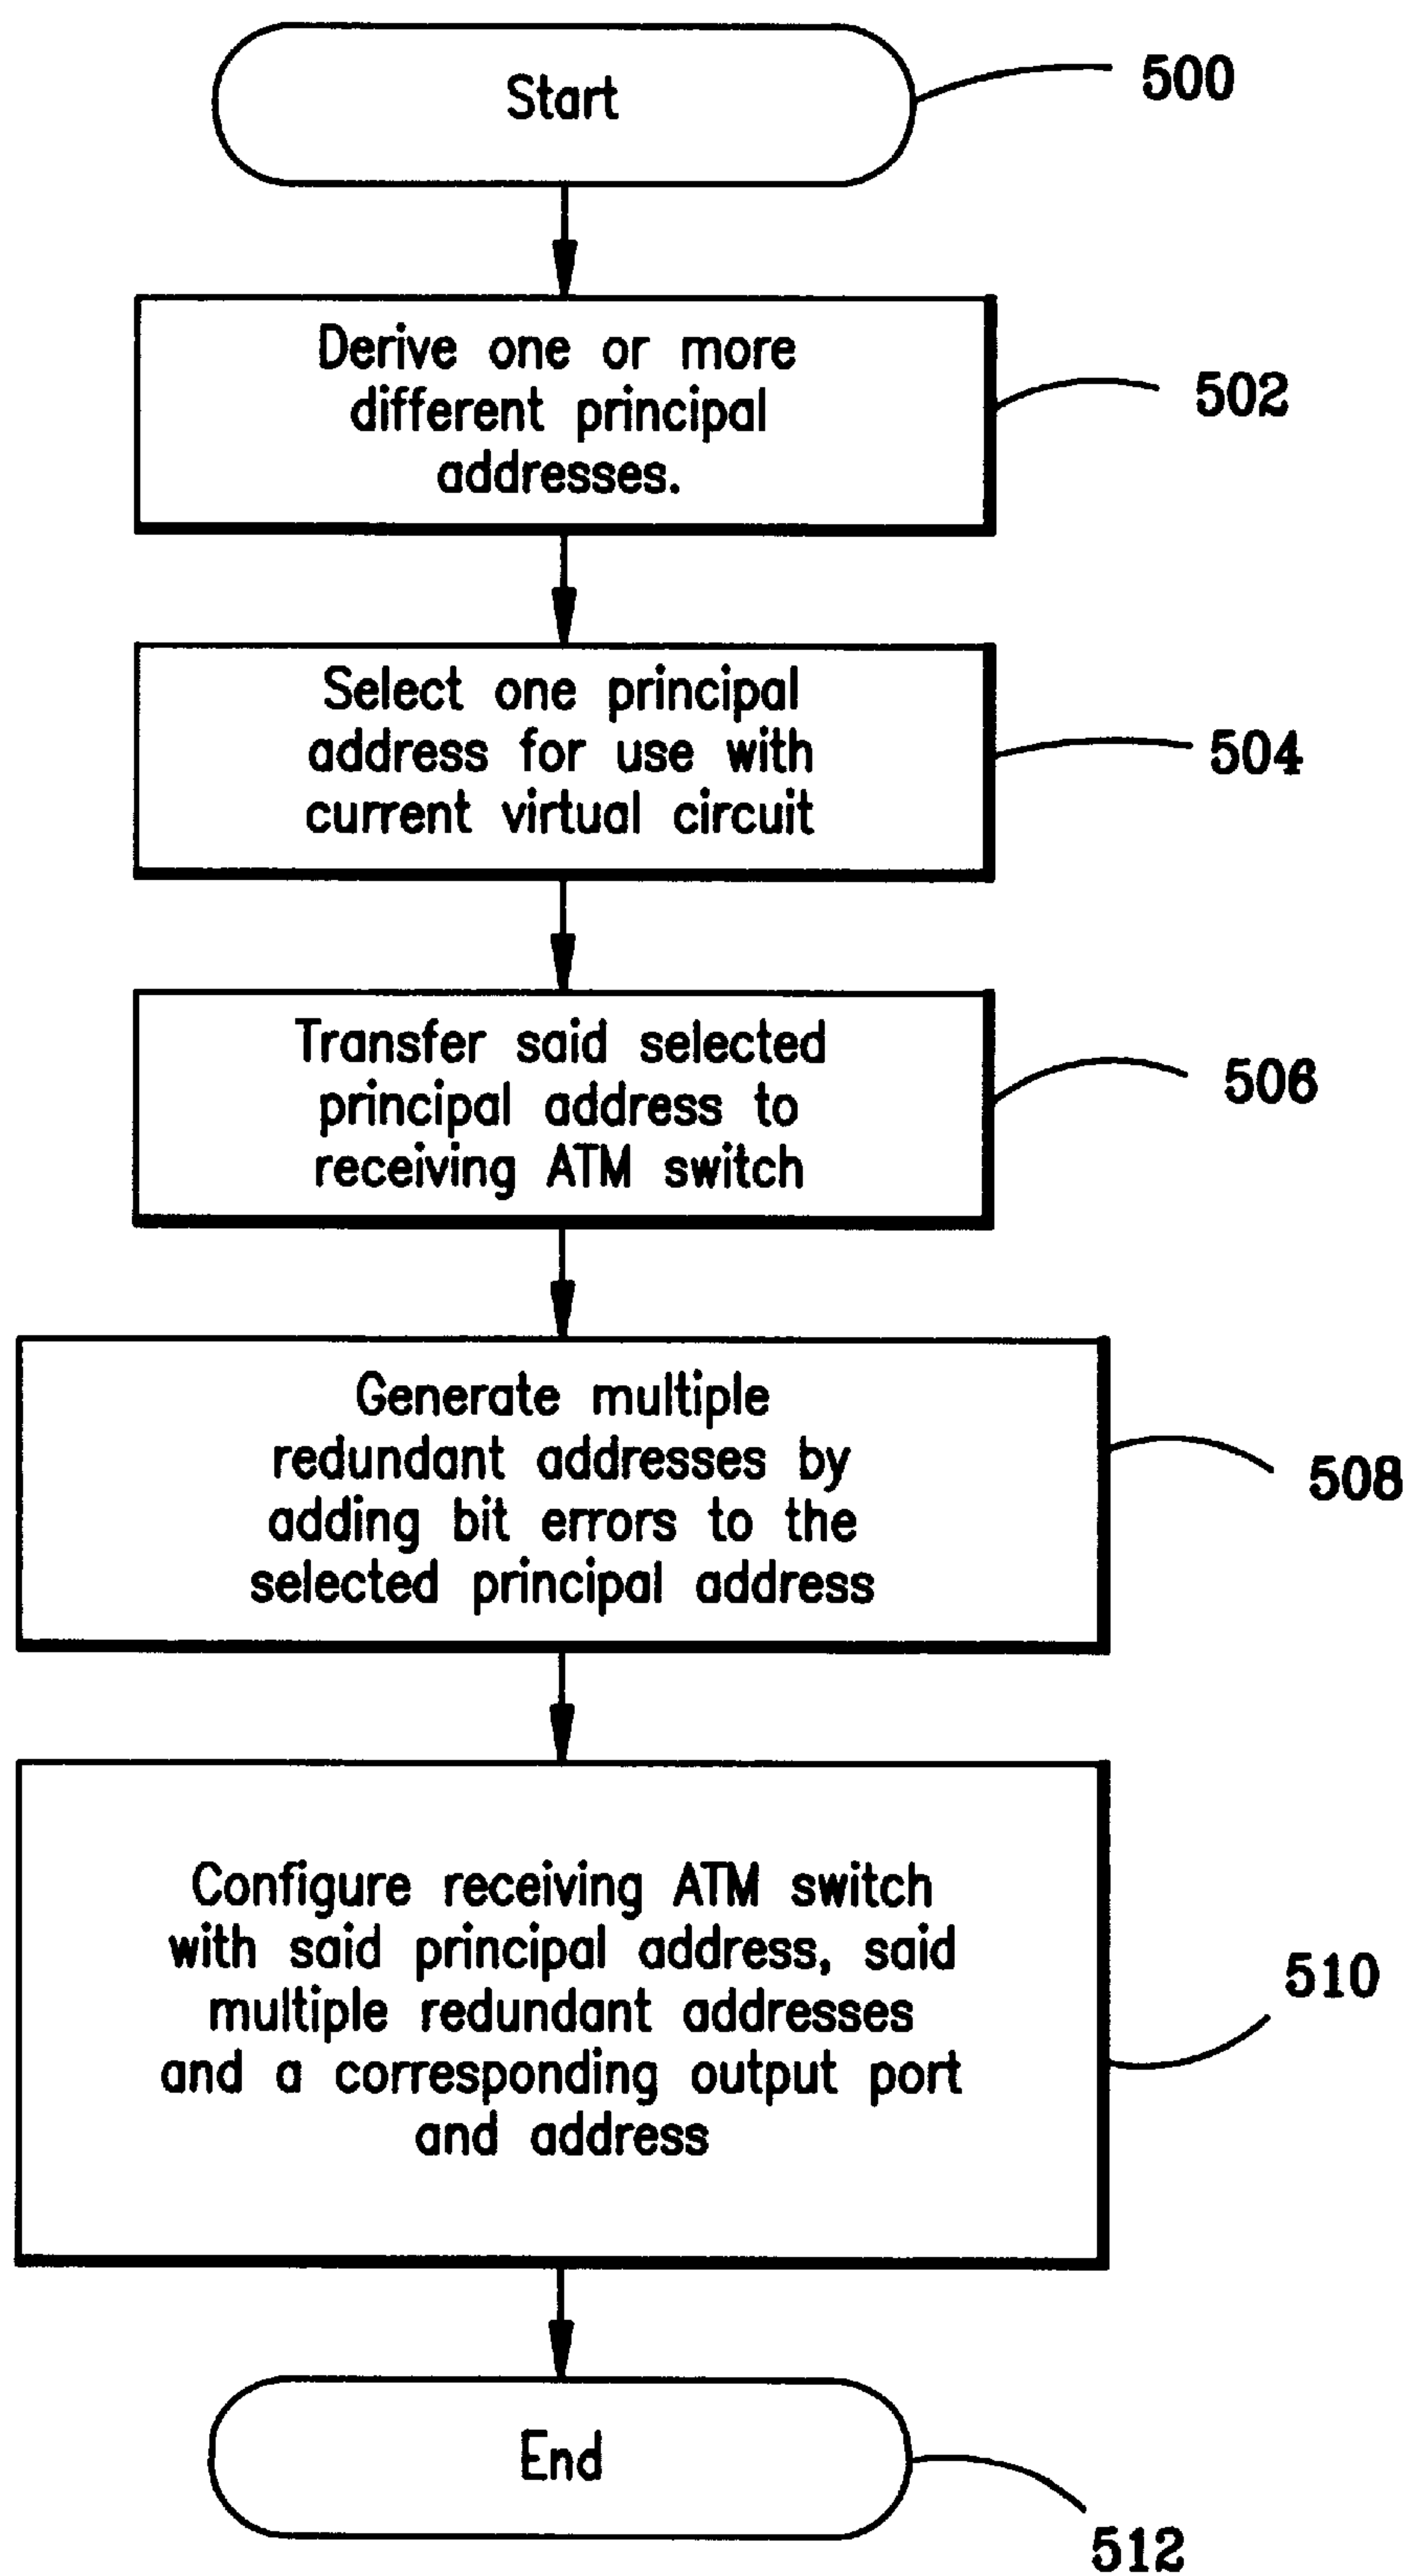 Start
500
Derive one or more
different principal
addresses.
502
Select one principal
address for use with
current virtual circuit
504
Transfer said selected
principal address to
receiving ATM switch
506
Generate multiple
redundant addresses by
adding bit errors to the
selected principal address
508
Configure receiving ATM switch
with said principal address, said
multiple redundant addresses
and a corresponding output port
and address
510
End
512